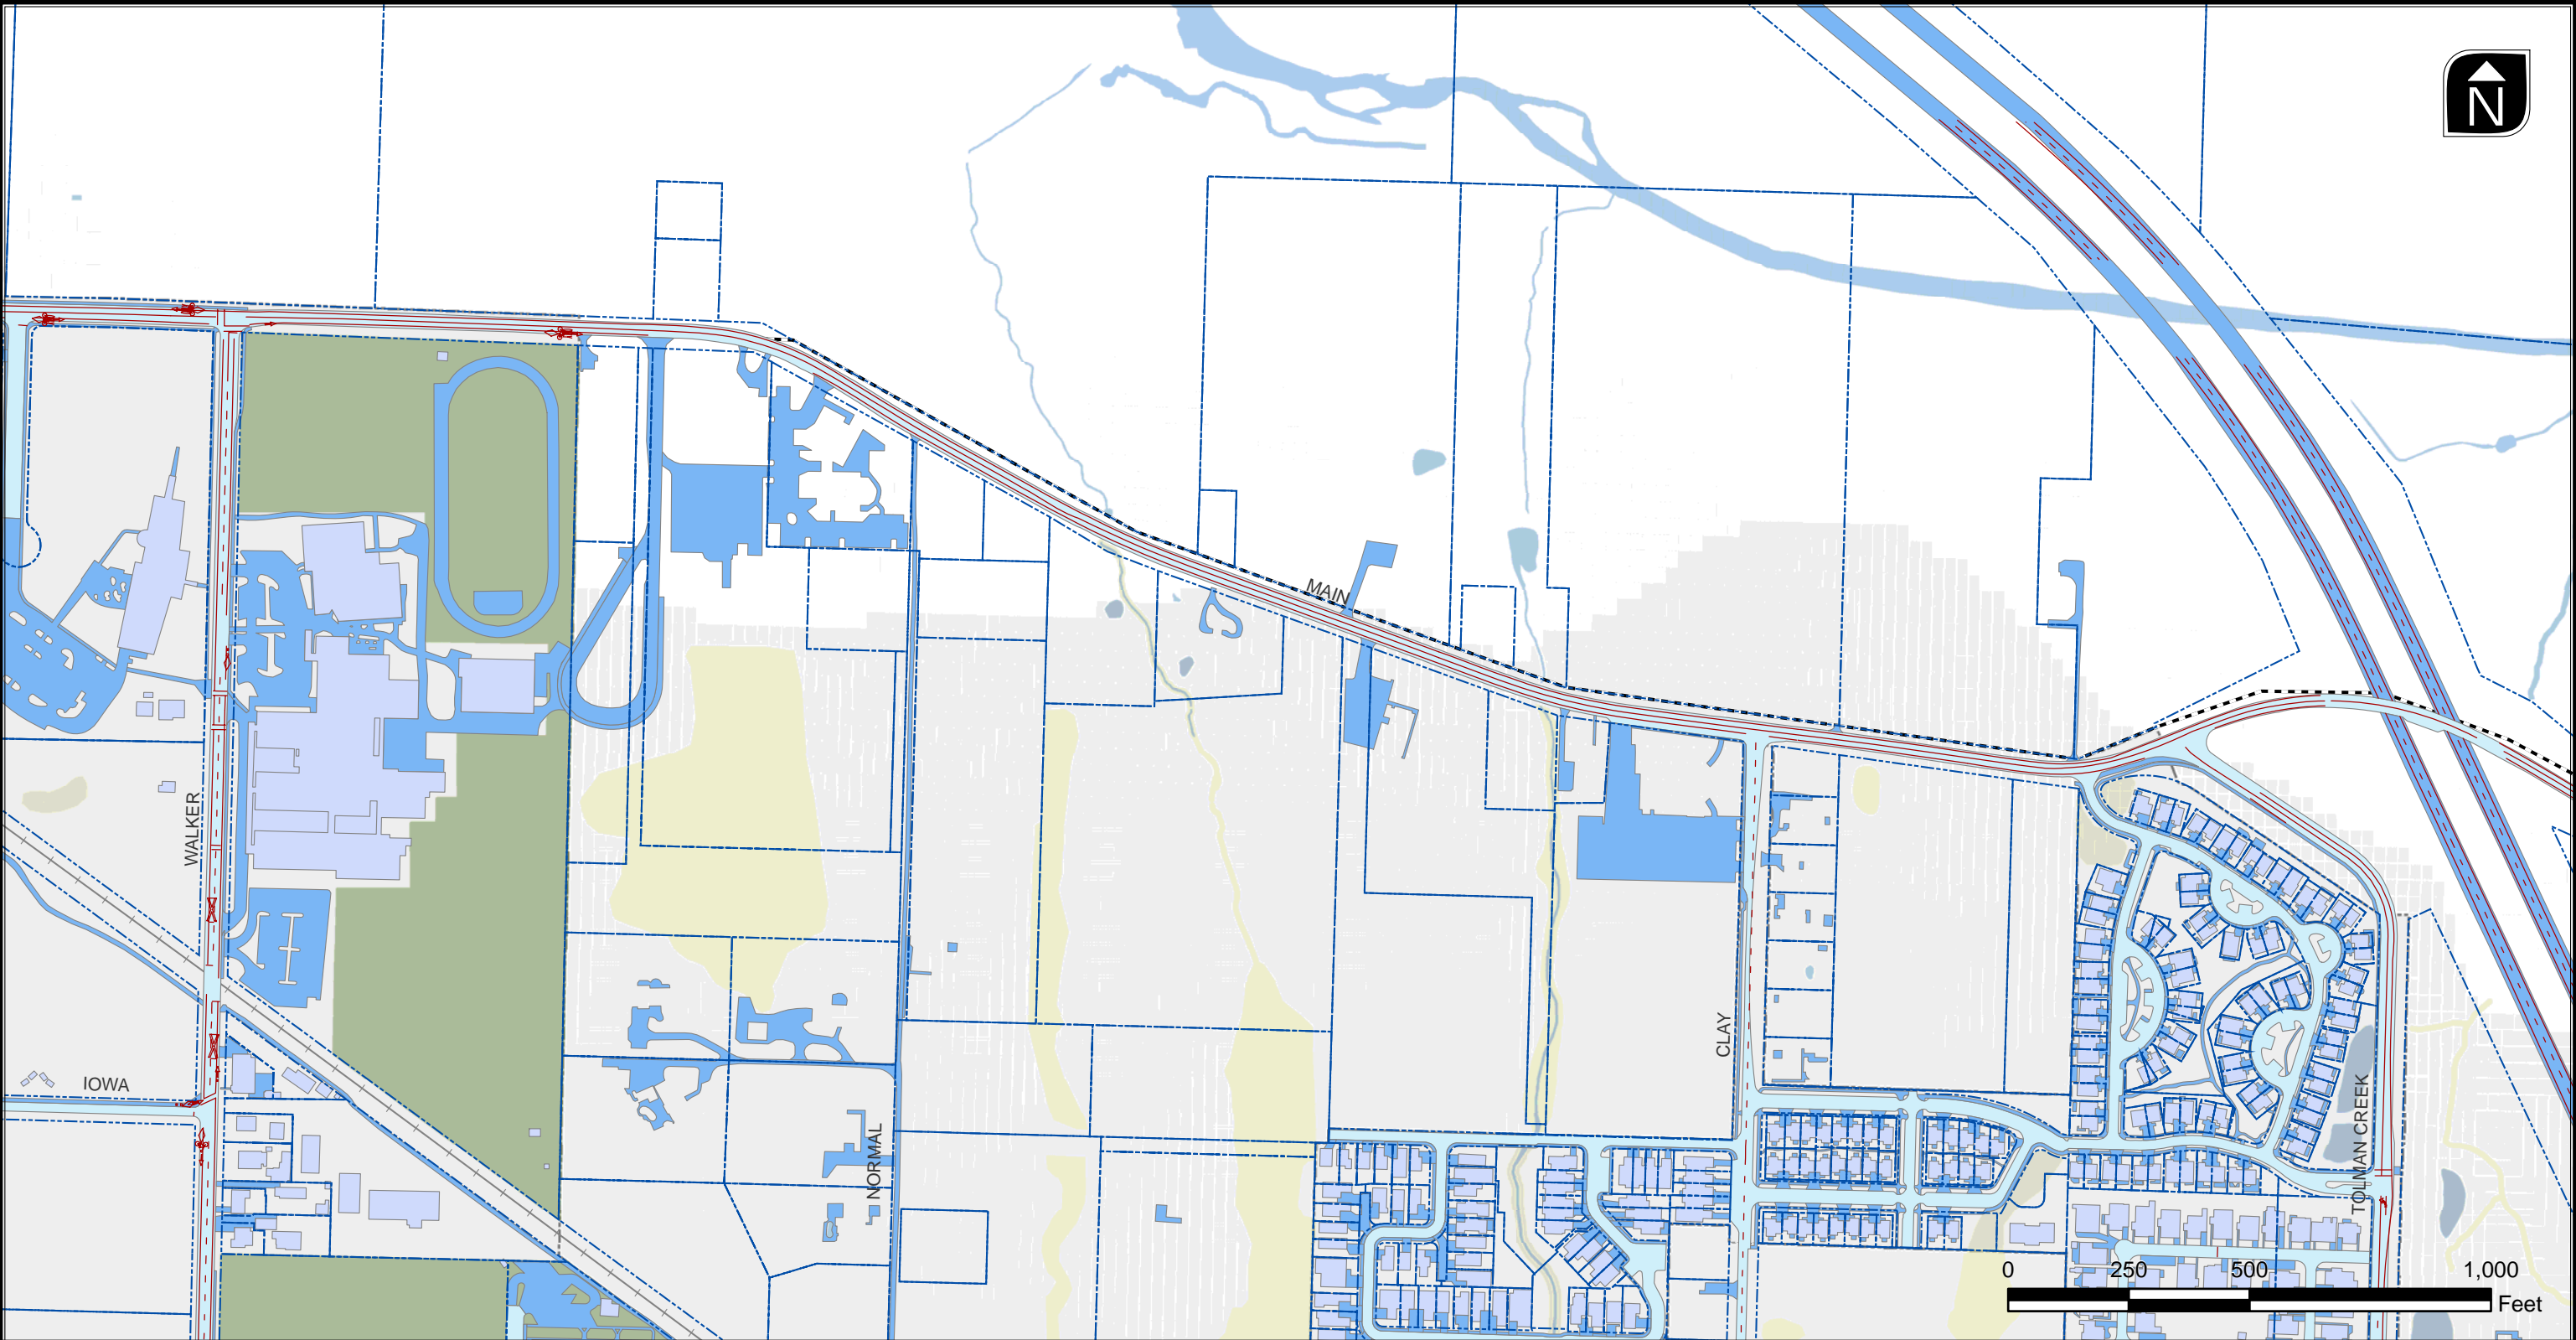 N
MAIN
WALKER
CLAY
IOWA
NORMAL
TOLMAN CREEK
0 250 500 1,000
Feet